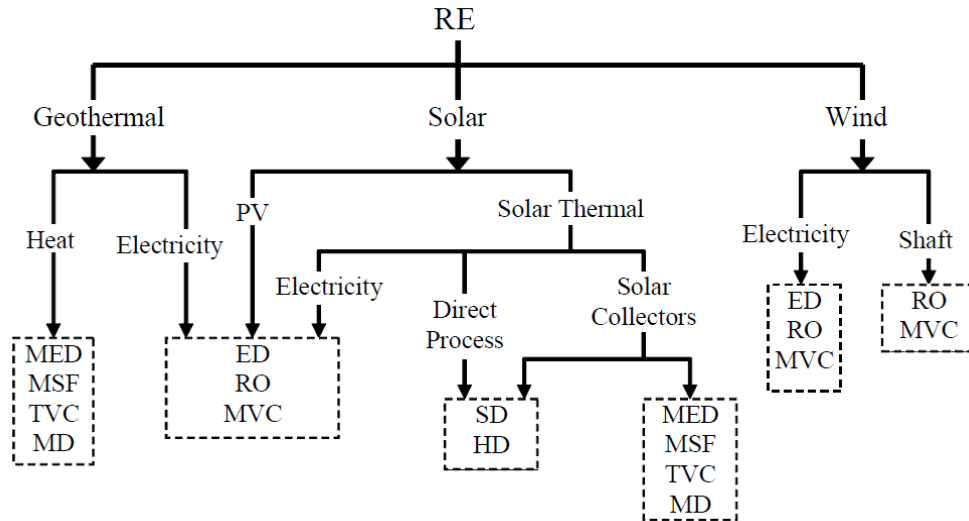 RE
Geothermal
Solar
Wind
PV
Solar Thermal
Heat
Electricity
Electricity
Direct
Process
Solar
Collectors
Electricity
Shaft
MED
MSF
TVC
MD
ED
RO
MVC
SD
HD
MED
MSF
TVC
MD
ED
RO
MVC
RO
MVC